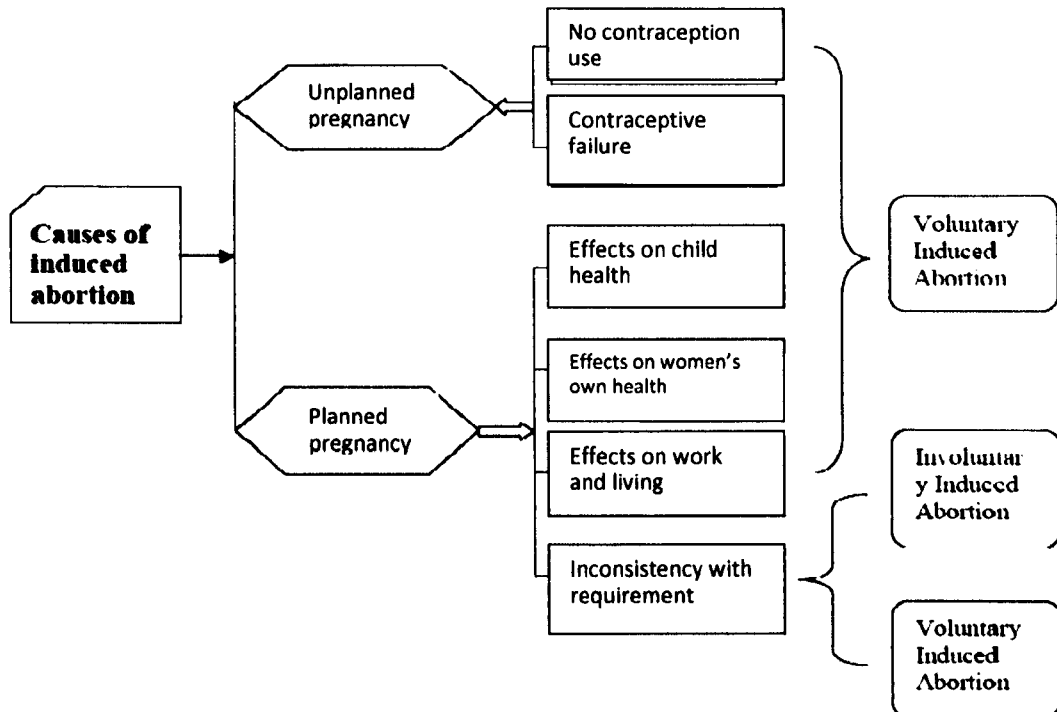 No contraception
use
Unplanned
pregnancy
Contraceptive
failure
Causes of
induced
abortion
Effects on child
health
Voluntary
Induced
Abortion
Effects on women's
own health
Planned
pregnancy
Effects on work
and living
Involuntar
y Induced
Abortion
Inconsistency with
requirement
Voluntary
Induced
Abortion